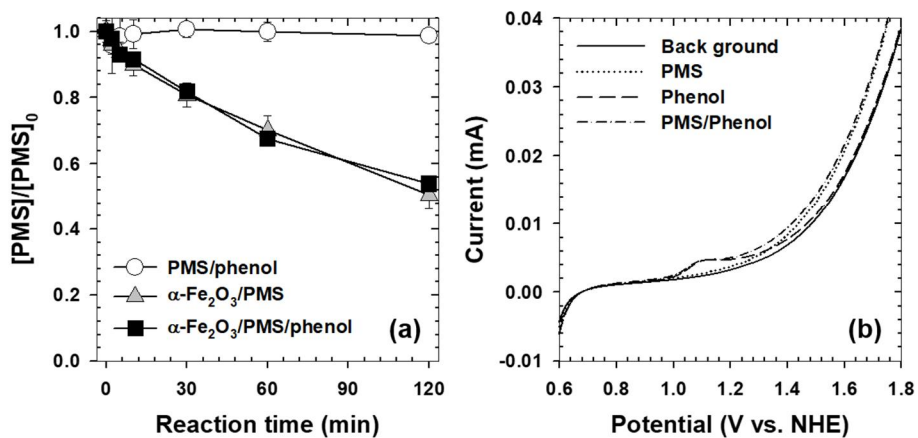 1.0
0.8
0.6
0.4
0.2
0.0
[PMS]/[PMS]0
PMS/phenol
α-Fe2O3/PMS
α-Fe2O3/PMS/phenol
(a)
0 30 60 90 120
Reaction time (min)
0.04
0.03
0.02
0.01
0.00
-0.01
Current (mA)
Back ground
PMS
Phenol
PMS/Phenol
(b)
0.6 0.8 1.0 1.2 1.4 1.6 1.8
Potential (V vs. NHE)